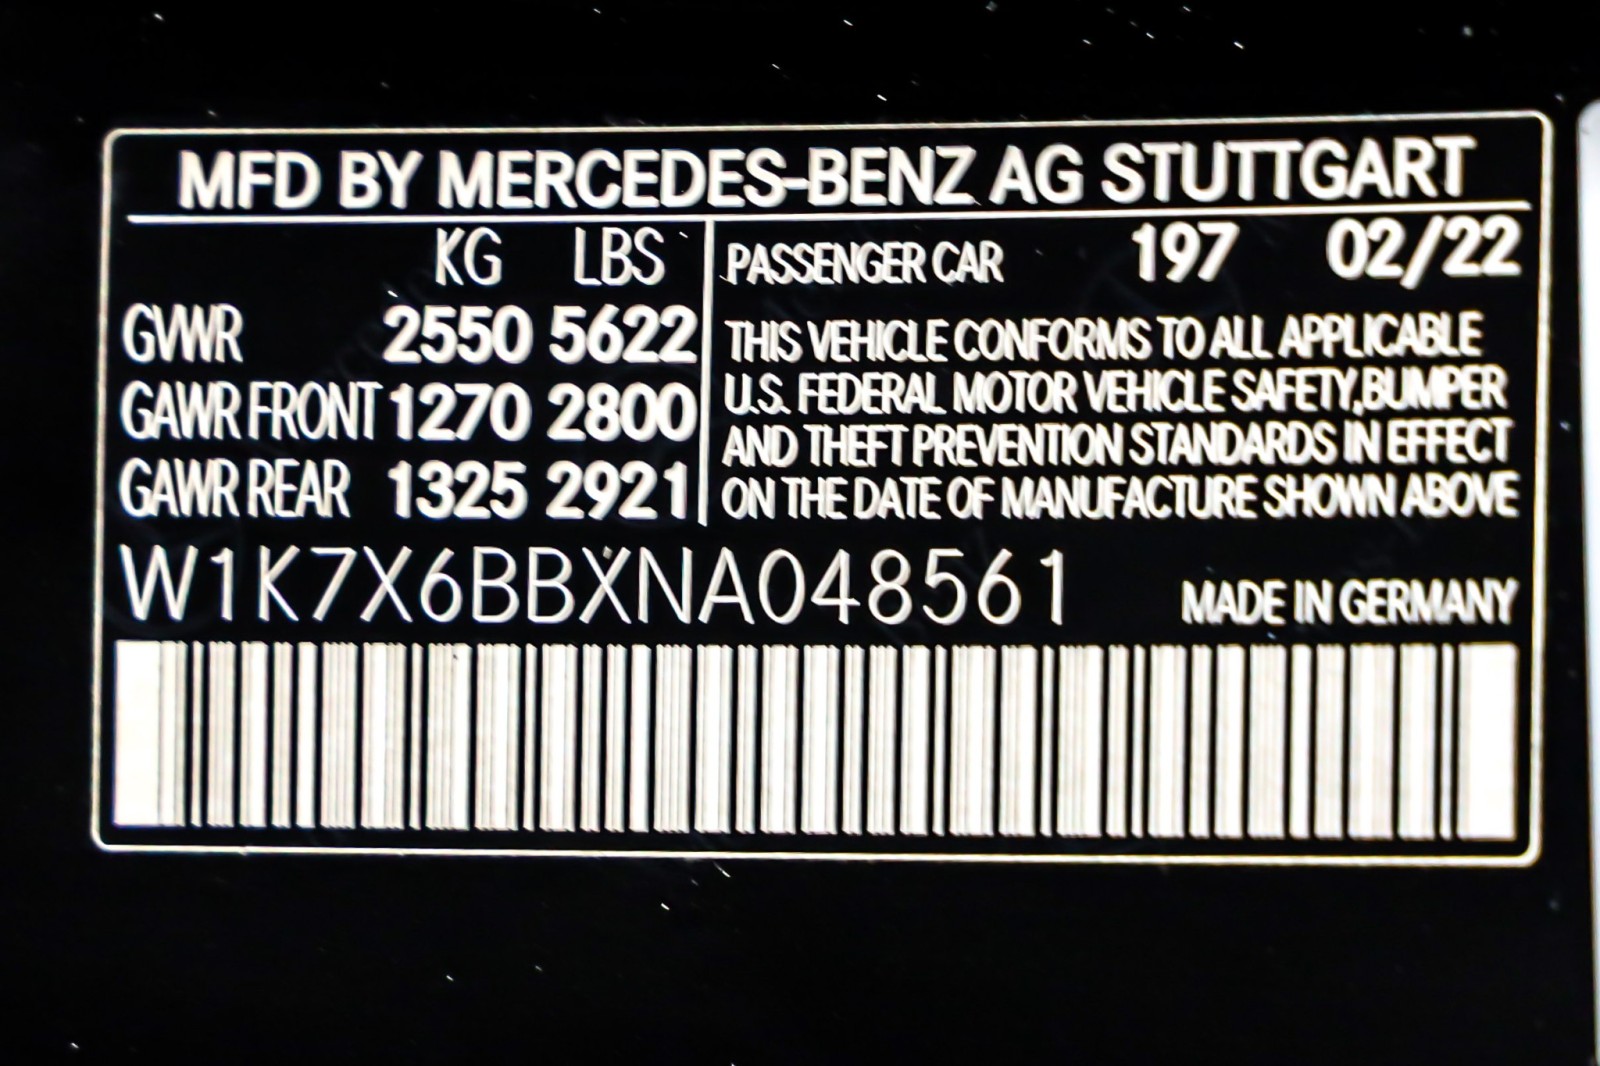 MFD BY MERCEDES-BENZ AG STUTTGART
KG LBS
GVWR 2550 5622
GAWR FRONT 1270 2800
GAWR REAR 1325 2921
PASSENGER CAR 197 02/22
THIS VEHICLE CONFORMS TO ALL APPLICABLE
U.S. FEDERAL MOTOR VEHICLE SAFETY,BUMPER
AND THEFT PREVENTION STANDARDS IN EFFECT
ON THE DATE OF MANUFACTURE SHOWN ABOVE
W1K7X6BBXNA048561
MADE IN GERMANY